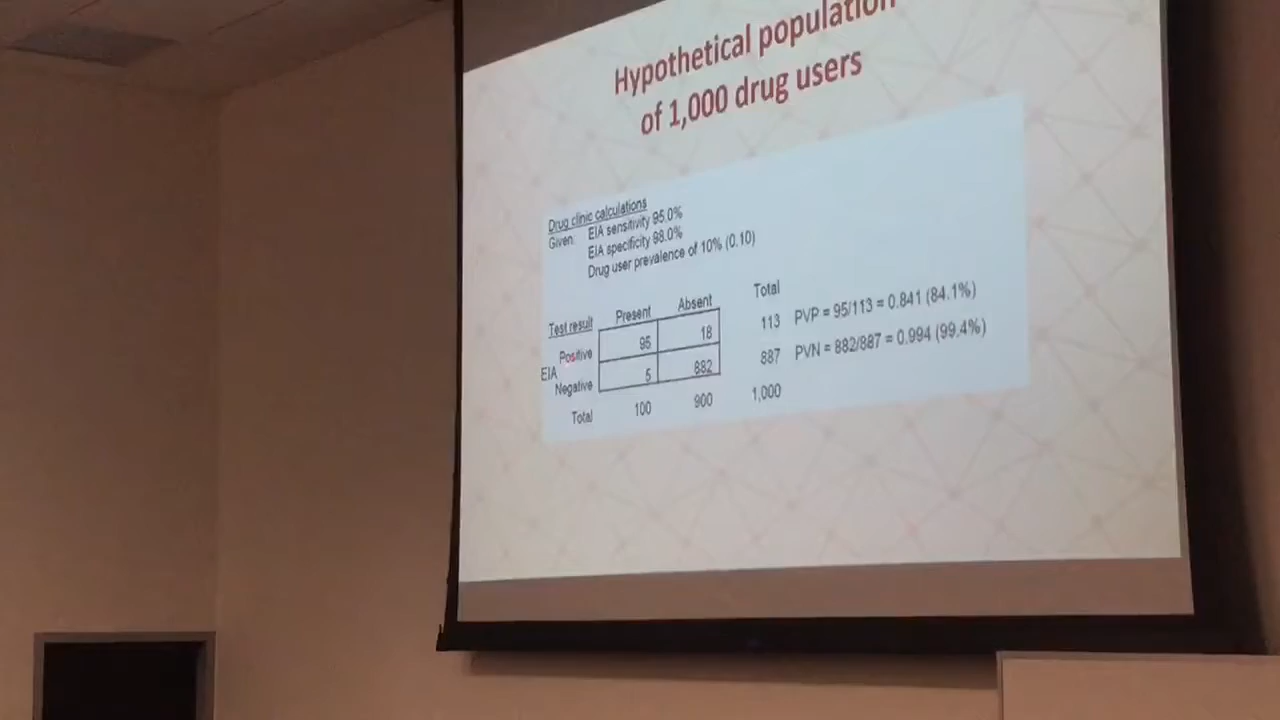 Hypothetical population
of 1,000 drug users
Drug clinic calculations
Given: EIA sensitivity 95.0%
EIA specificity 98.0%
Drug user prevalence of 10% (0.10)
Test result Present Absent Total
Positive 95 18 113 PVP = 95/113 = 0.841 (84.1%)
EIA
Negative 5 882 887 PVN = 882/887 = 0.994 (99.4%)
Total 100 900 1,000